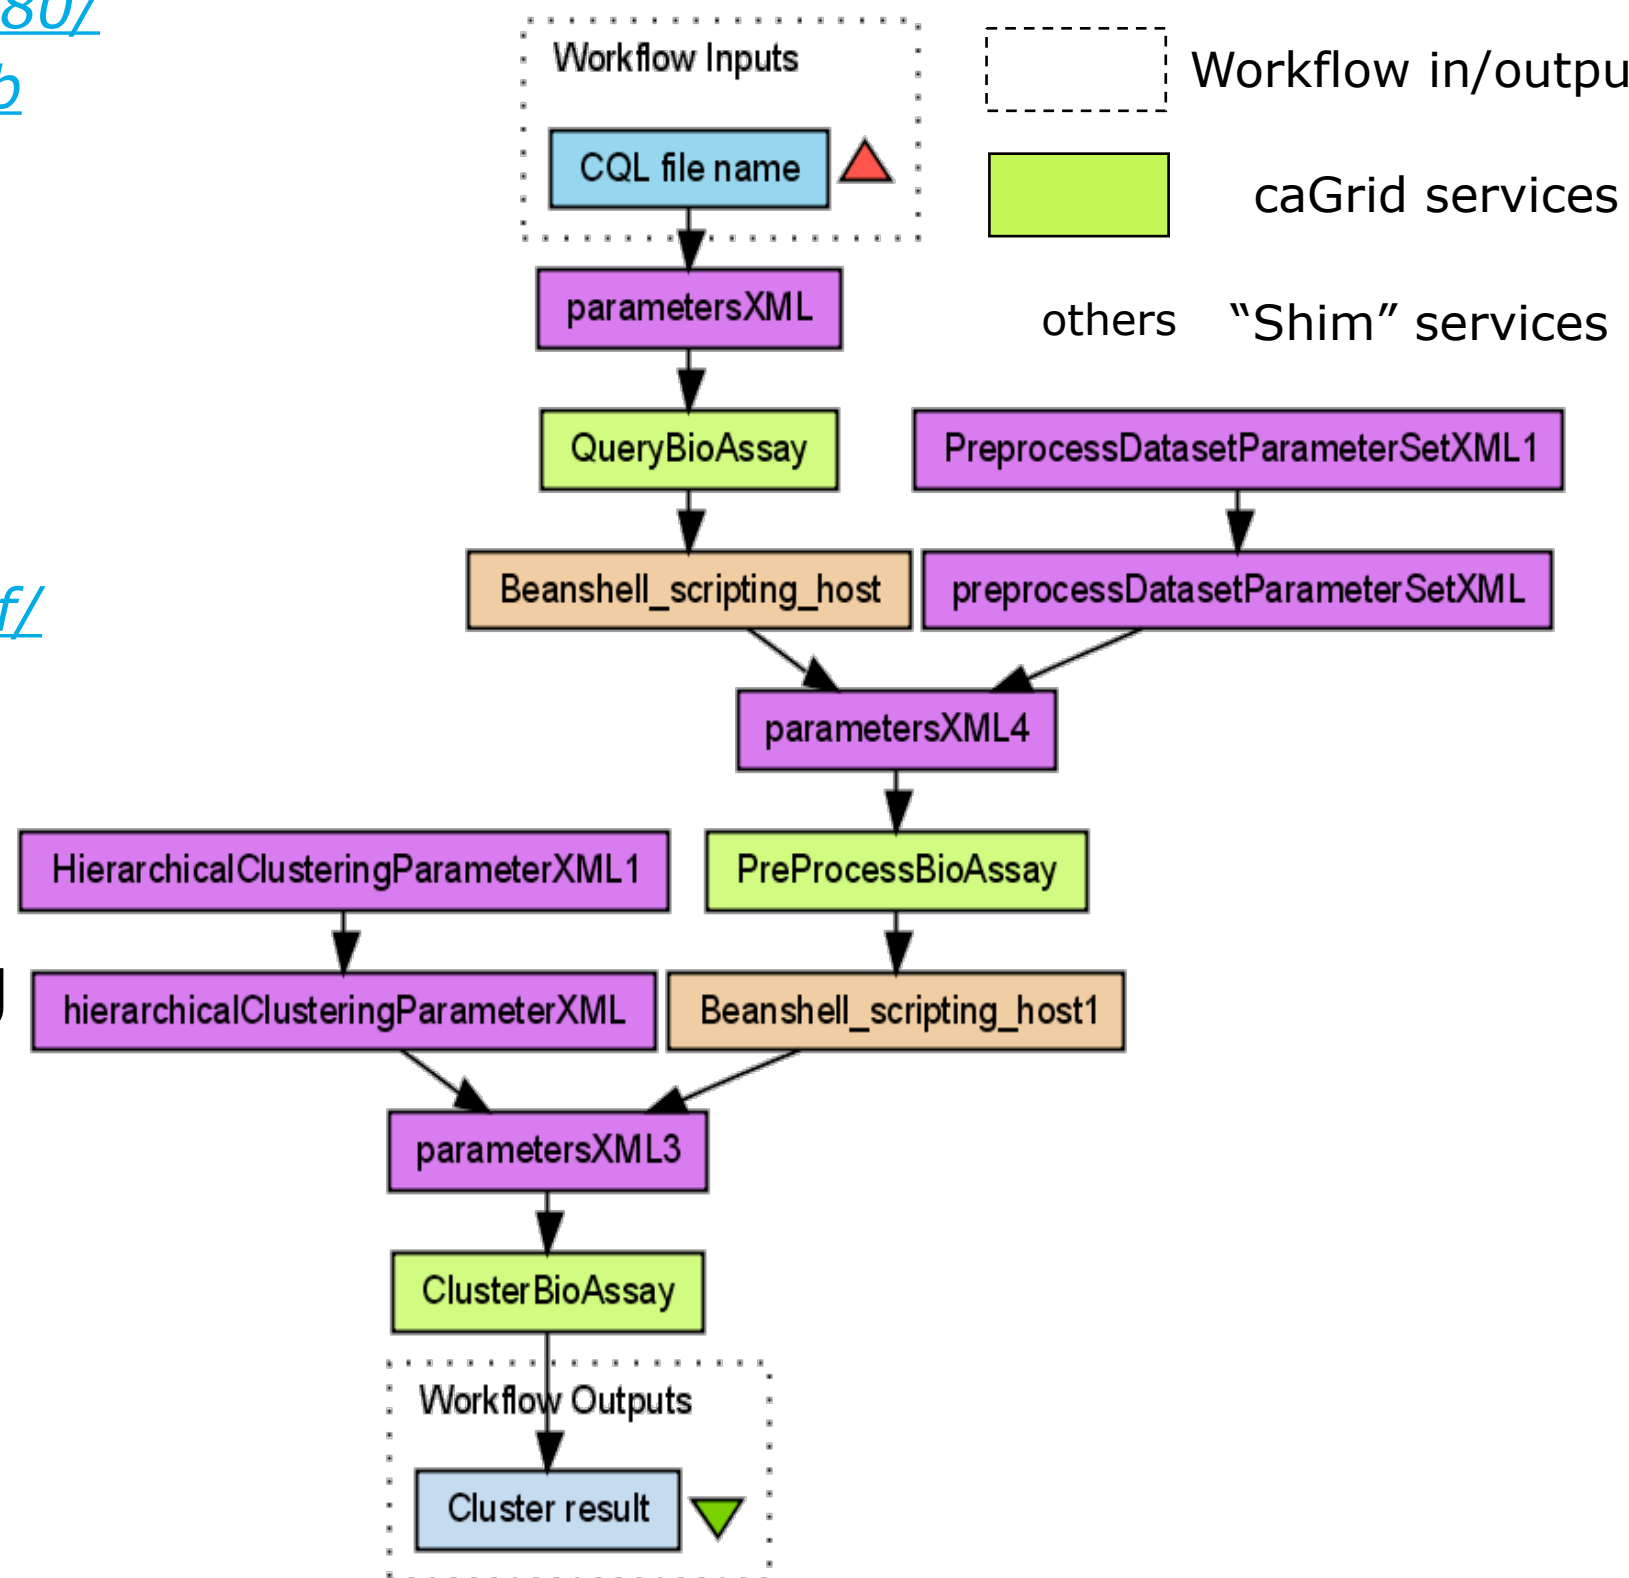 80/
b
f/
g
Workflow Inputs
CQL file name
Workflow in/outpu
caGrid services
others “Shim” services
parametersXML
QueryBioAssay
PreprocessDatasetParameterSetXML1
Beanshell_scripting_host
preprocessDatasetParameterSetXML
parametersXML4
HierarchicalClusteringParameterXML1
PreProcessBioAssay
hierarchicalClusteringParameterXML
Beanshell_scripting_host1
parametersXML3
ClusterBioAssay
Workflow Outputs
Cluster result